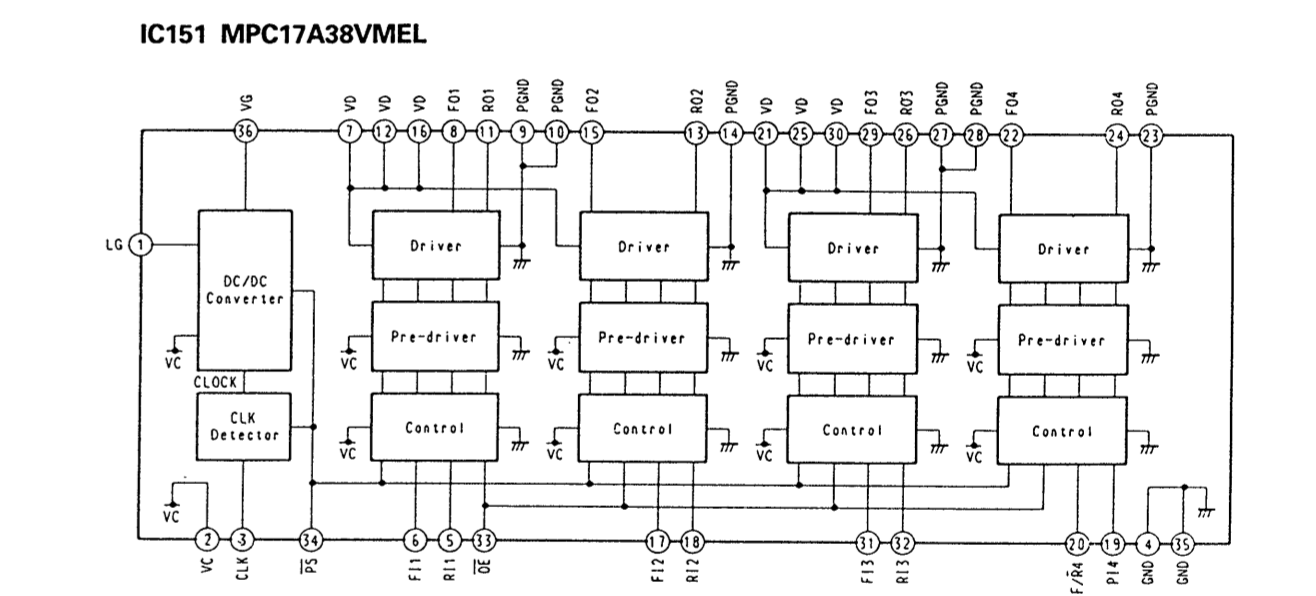 IC151 MPC17A38VMEL
VG VD VD VD FO1 RO1 PGND PGND FO2 RO2 PGND VD VD VD FO3 RO3 PGND PGND FO4 RO4 PGND
36 7 12 16 8 11 9 10 15 13 14 21 25 30 29 26 27 28 22 24 23
LG 1
Driver Driver Driver Driver
DC/DC
Converter
Pre-driver Pre-driver Pre-driver Pre-driver
VC VC VC VC VC
CLOCK
CLK
Detector
Control Control Control Control
VC VC VC VC
VC
2 3 34 6 5 33 17 18 31 32 20 19 4 35
VC CLK P̅S̅ FI1 RI1 O̅E̅ FI2 RI2 FI3 RI3 F/R̅4 PI4 GND GND